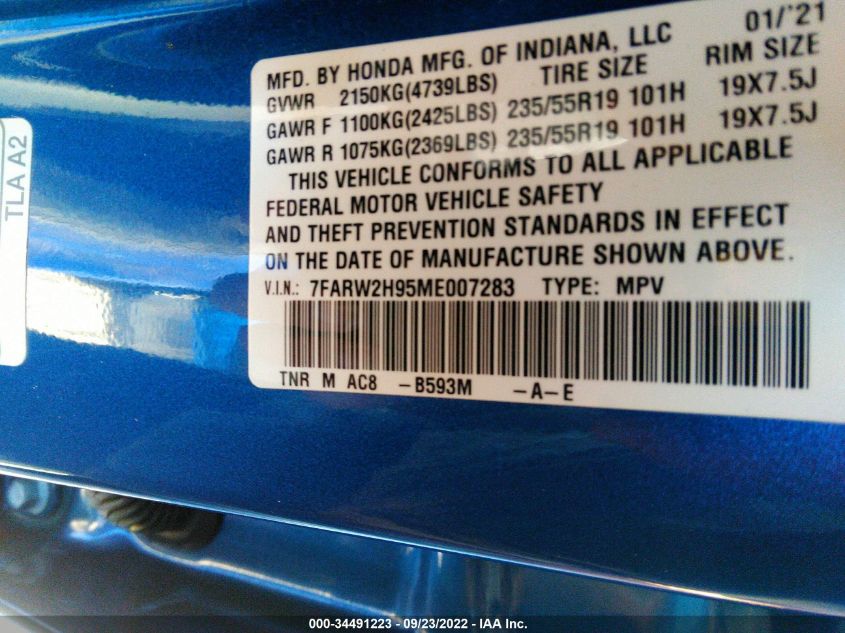 TLA A2
MFD. BY HONDA MFG. OF INDIANA, LLC 01/'21
GVWR 2150KG(4739LBS) TIRE SIZE RIM SIZE
GAWR F 1100KG(2425LBS) 235/55R19 101H 19X7.5J
GAWR R 1075KG(2369LBS) 235/55R19 101H 19X7.5J
THIS VEHICLE CONFORMS TO ALL APPLICABLE
FEDERAL MOTOR VEHICLE SAFETY
AND THEFT PREVENTION STANDARDS IN EFFECT
ON THE DATE OF MANUFACTURE SHOWN ABOVE.
V.I.N.: 7FARW2H95ME007283 TYPE: MPV
TNR M AC8 -B593M -A-E
000-34491223 - 09/23/2022 - IAA Inc.